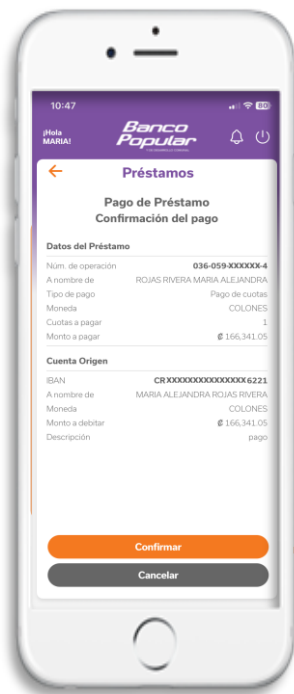 10:47
80
¡Hola
MARIA!
Banco
Popular
Préstamos
Pago de Préstamo
Confirmación del pago
Datos del Préstamo
Núm. de operación 036-059-XXXXXX-4
A nombre de ROJAS RIVERA MARIA ALEJANDRA
Tipo de pago Pago de cuotas
Moneda COLONES
Cuotas a pagar 1
Monto a pagar ₡ 166,341.05
Cuenta Origen
IBAN CRXXXXXXXXXXXXXXX6221
A nombre de MARIA ALEJANDRA ROJAS RIVERA
Moneda COLONES
Monto a debitar ₡ 166,341.05
Descripción pago
Confirmar
Cancelar